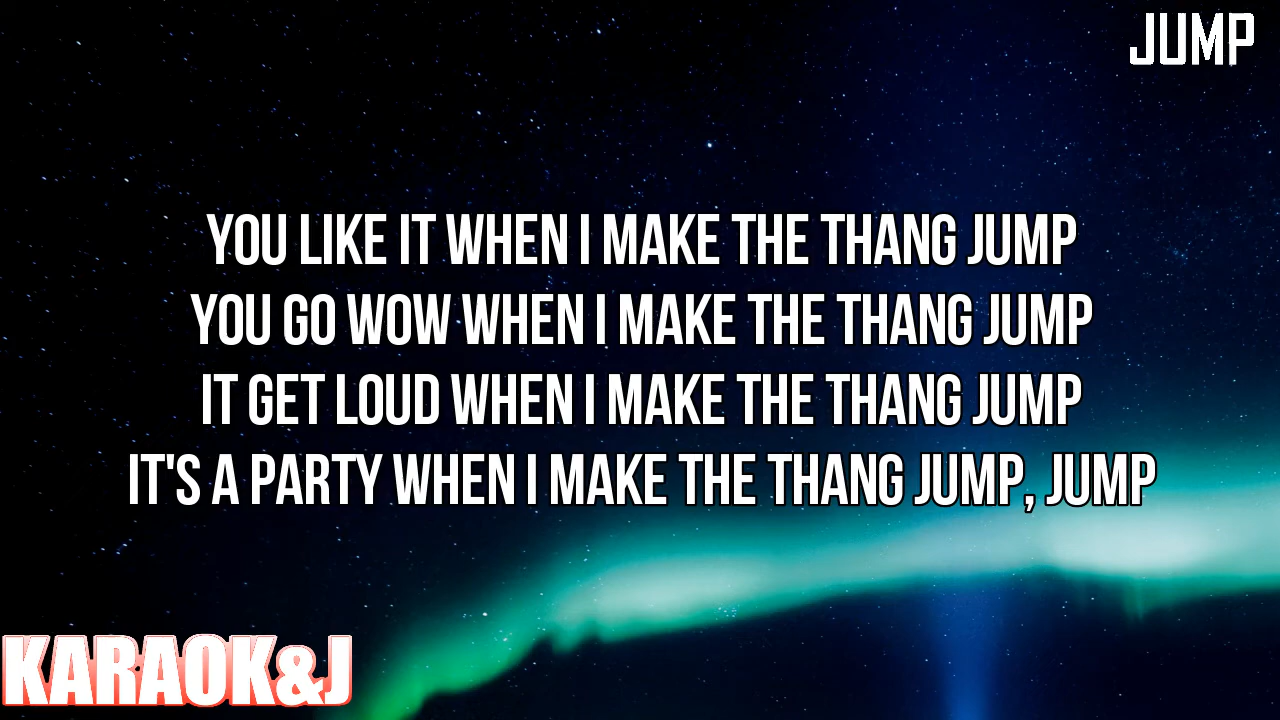 JUMP
YOU LIKE IT WHEN I MAKE THE THANG JUMP
YOU GO WOW WHEN I MAKE THE THANG JUMP
IT GET LOUD WHEN I MAKE THE THANG JUMP
IT'S A PARTY WHEN I MAKE THE THANG JUMP, JUMP
KARAOK&J